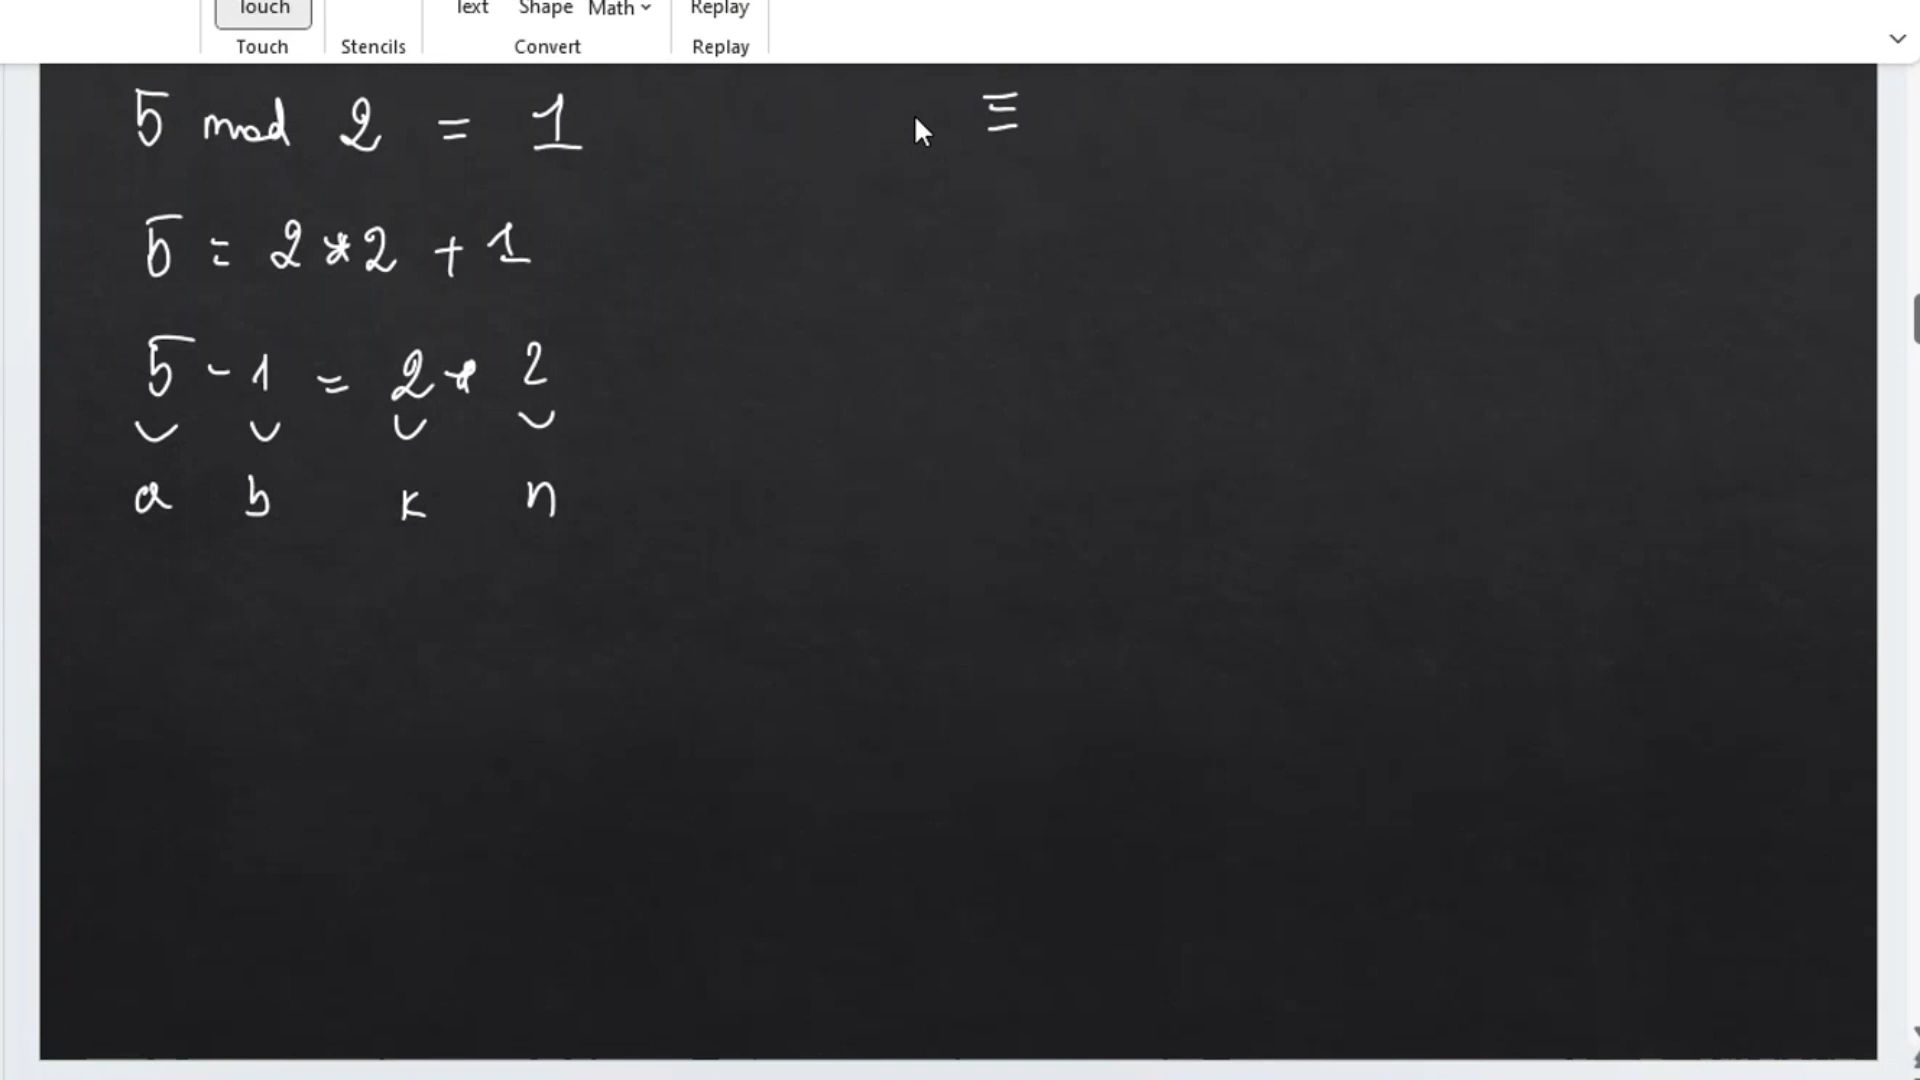 Touch Text Shape Math Replay
Touch Stencils Convert Replay
5 mod 2 = 1 ≡
5 = 2 * 2 + 1
5 - 1 = 2 * 2
a b k n